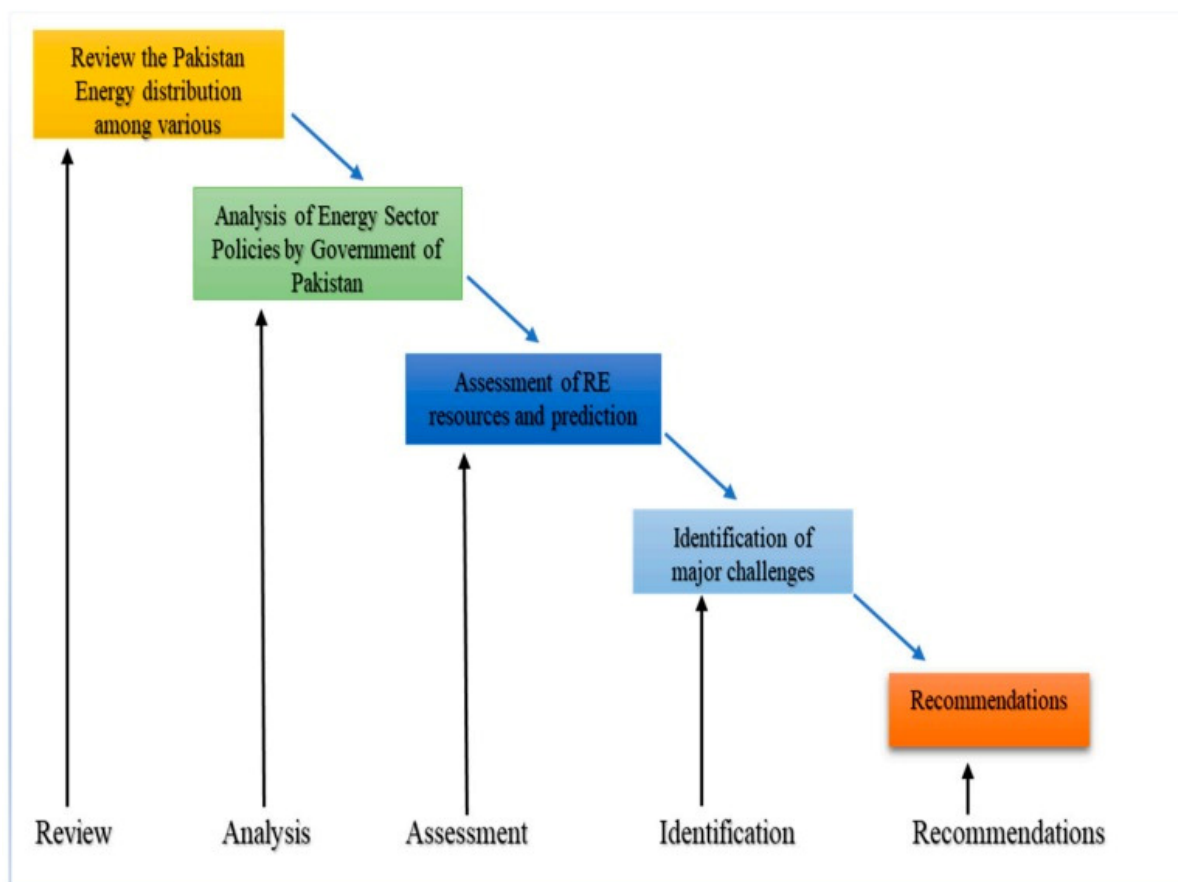 Review the Pakistan
Energy distribution
among various
Analysis of Energy Sector
Policies by Government of
Pakistan
Assessment of RE
resources and prediction
Identification of
major challenges
Recommendations
Review
Analysis
Assessment
Identification
Recommendations